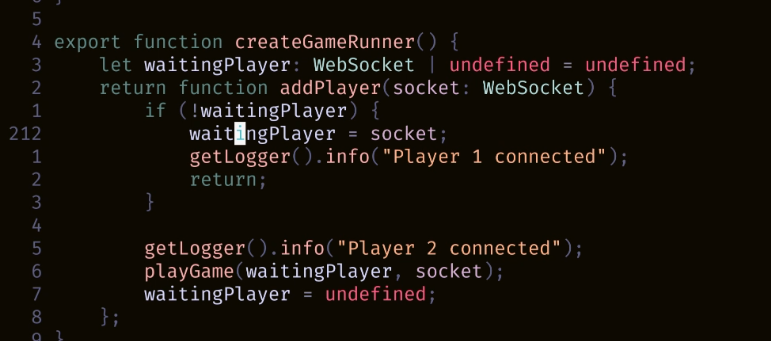 5
4 export function createGameRunner() {
3     let waitingPlayer: WebSocket | undefined = undefined;
2     return function addPlayer(socket: WebSocket) {
1         if (!waitingPlayer) {
212             waitingPlayer = socket;
1             getLogger().info("Player 1 connected");
2             return;
3         }
4
5         getLogger().info("Player 2 connected");
6         playGame(waitingPlayer, socket);
7         waitingPlayer = undefined;
8     };
9 }